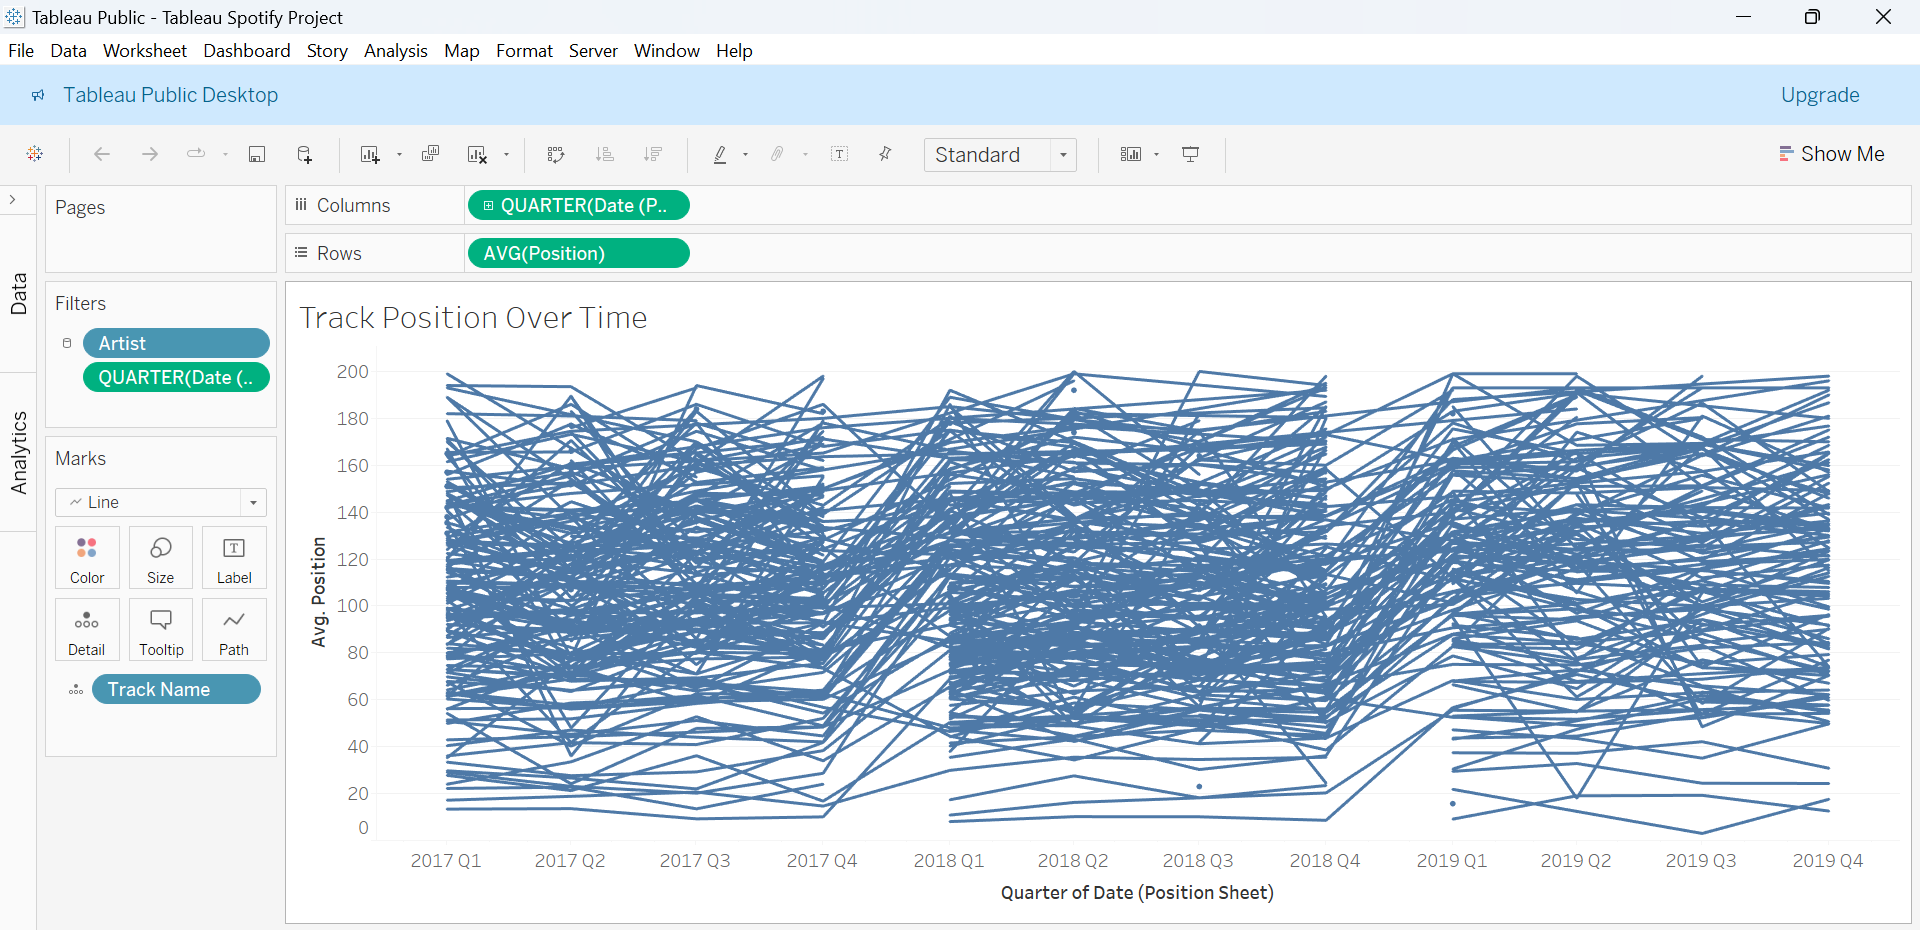 Tableau Public - Tableau Spotify Project
File Data Worksheet Dashboard Story Analysis Map Format Server Window Help
Tableau Public Desktop
Upgrade
Standard
Show Me
Data
Analytics
Pages
Filters
Artist
QUARTER(Date (..
Marks
Line
Color Size Label
Detail Tooltip Path
Track Name
Columns
QUARTER(Date (P..
Rows
AVG(Position)
Track Position Over Time
Avg. Position
200
180
160
140
120
100
80
60
40
20
0
2017 Q1 2017 Q2 2017 Q3 2017 Q4 2018 Q1 2018 Q2 2018 Q3 2018 Q4 2019 Q1 2019 Q2 2019 Q3 2019 Q4
Quarter of Date (Position Sheet)